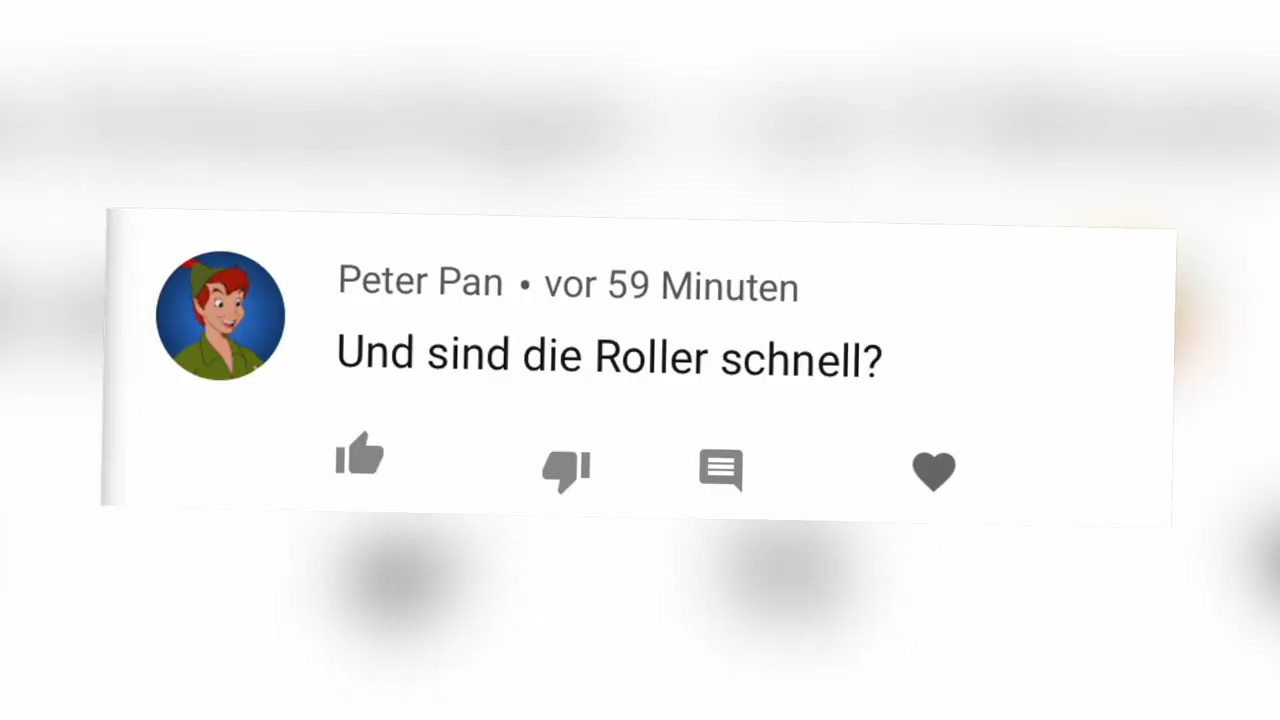 Peter Pan • vor 59 Minuten
Und sind die Roller schnell?